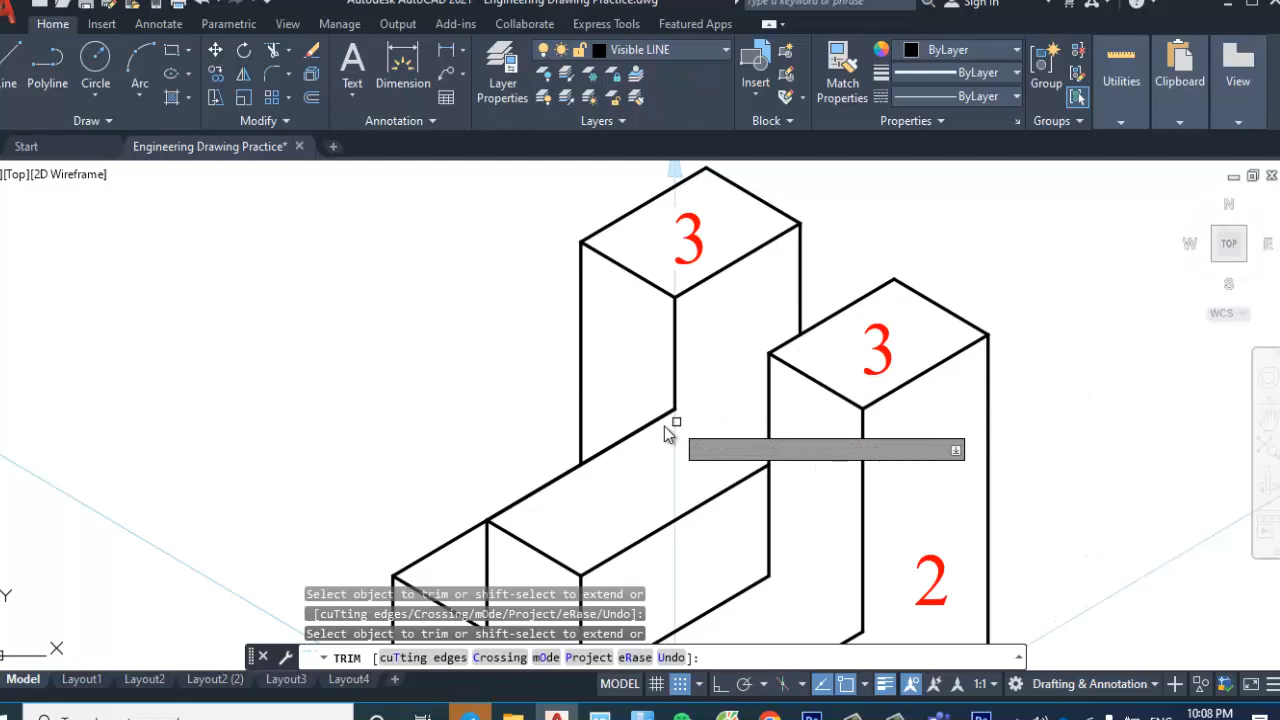 Autodesk AutoCAD 2021 Engineering Drawing Practice.dwg Type a keyword or phrase Sign In
Home Insert Annotate Parametric View Manage Output Add-ins Collaborate Express Tools Featured Apps
Line Polyline Circle Arc
Text Dimension
Layer Properties
Visible LINE
Insert
Match Properties
ByLayer
ByLayer
ByLayer
Group
Utilities
Clipboard
View
Draw Modify Annotation Layers Block Properties Groups
Start Engineering Drawing Practice*
][Top][2D Wireframe]
N
W TOP E
S
WCS
3
3
2
Y
X
Select object to trim or shift-select to extend or
[cuTting edges/Crossing/mOde/Project/eRase/Undo]:
Select object to trim or shift-select to extend or
TRIM [cuTting edges Crossing mOde Project eRase Undo]:
Model Layout1 Layout2 Layout2 (2) Layout3 Layout4
MODEL 1:1 Drafting & Annotation
10:08 PM